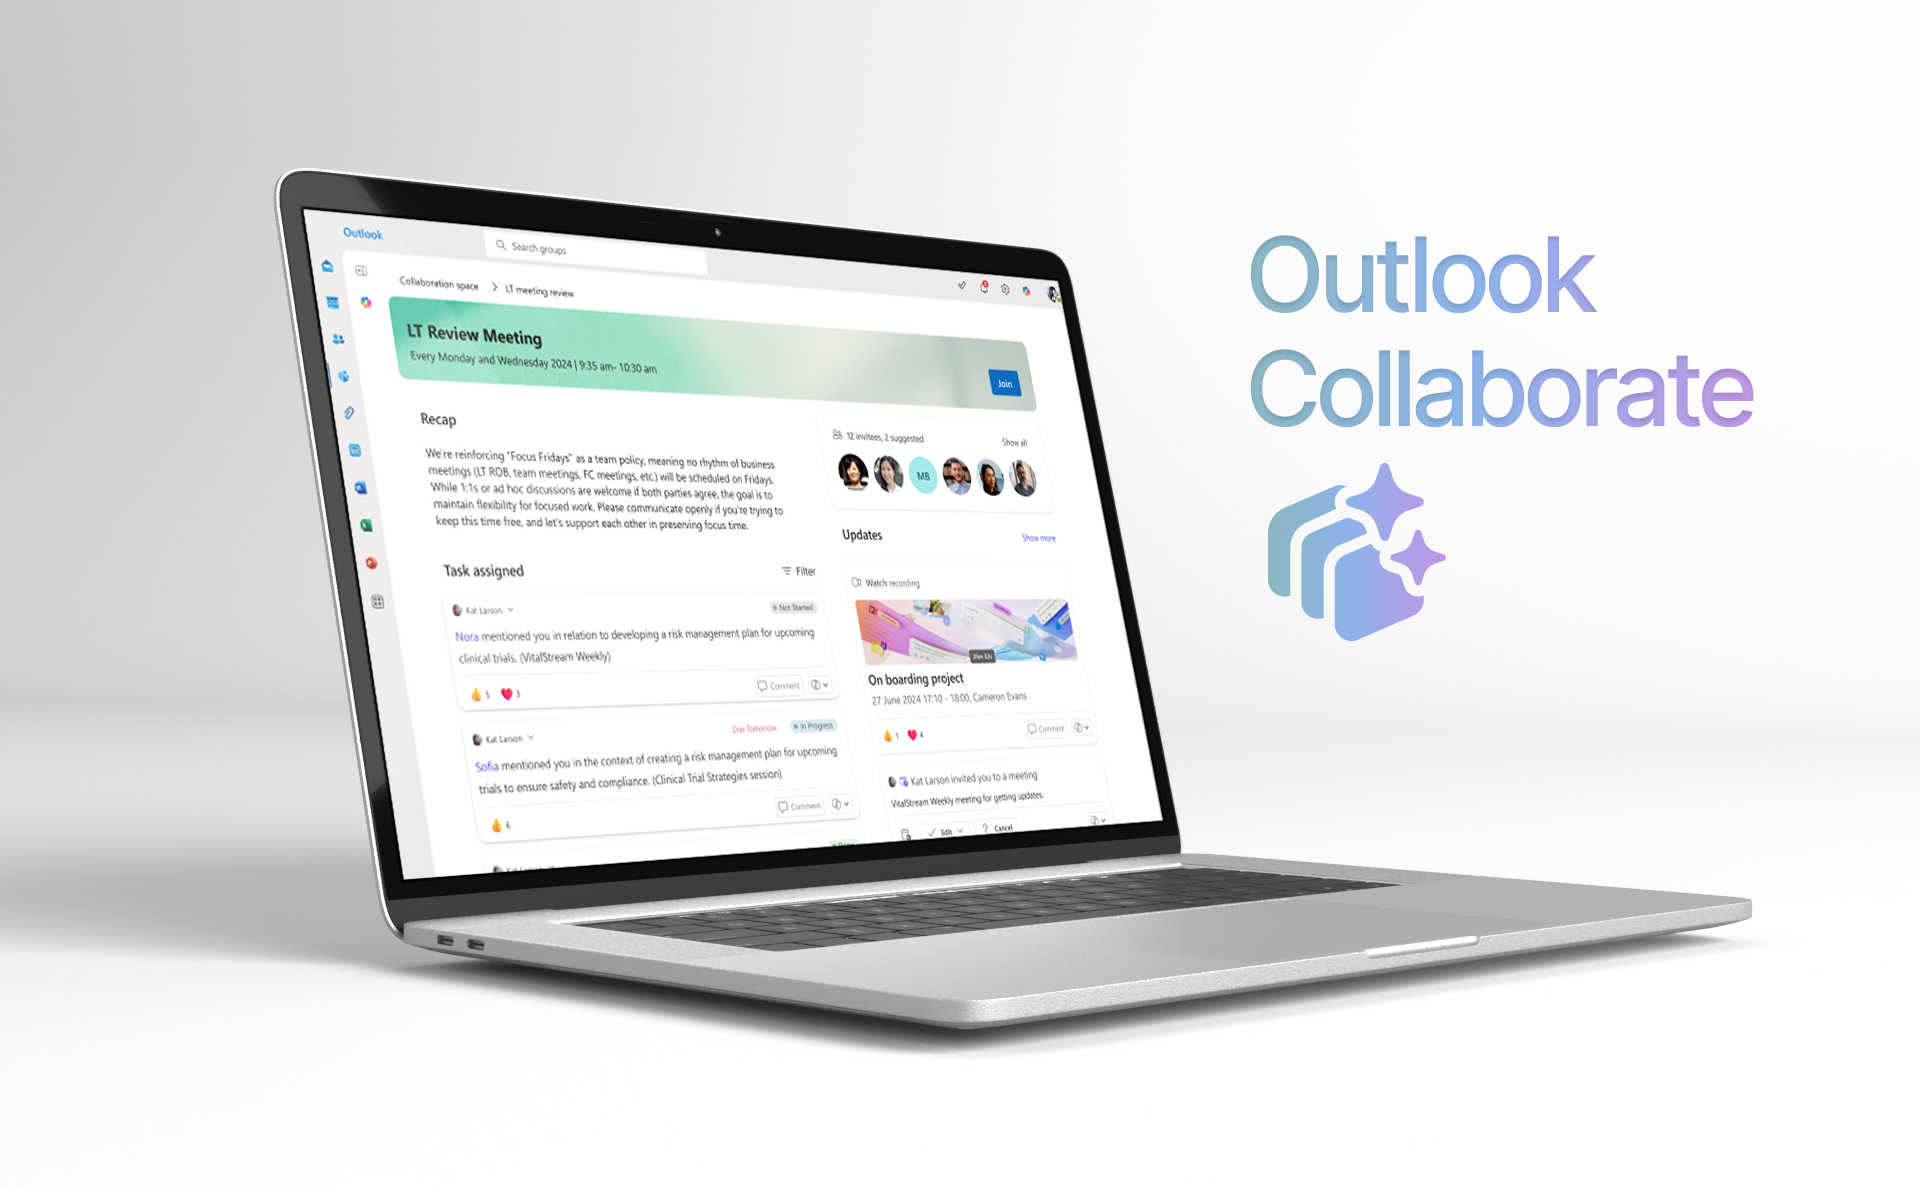 Outlook
Search groups
Collaboration space > LT meeting review
LT Review Meeting
Every Monday and Wednesday 2024 | 9:35 am- 10:30 am
Join
Recap
We're reinforcing "Focus Fridays" as a team policy, meaning no rhythm of business
meetings (LT ROB, team meetings, FC meetings, etc.) will be scheduled on Fridays.
While 1:1s or ad hoc discussions are welcome if both parties agree, the goal is to
maintain flexibility for focused work. Please communicate openly if you're trying to
keep this time free, and let's support each other in preserving focus time.
Task assigned
Filter
Kat Larson
Not Started
Nora mentioned you in relation to developing a risk management plan for upcoming
clinical trials. (VitalStream Weekly)
5 3
Comment
Kat Larson
Due Tomorrow
In Progress
Sofia mentioned you in the context of creating a risk management plan for upcoming
trials to ensure safety and compliance. (Clinical Trial Strategies session)
6
Comment
Kat Larson
12 invitees, 2 suggested
Show all
MB
Updates
Show more
Watch recording
On boarding project
27 June 2024 17:10 - 18:00, Cameron Evans
1 4
Comment
Kat Larson invited you to a meeting
VitalStream Weekly meeting for getting updates.
Edit
Cancel
Outlook
Collaborate